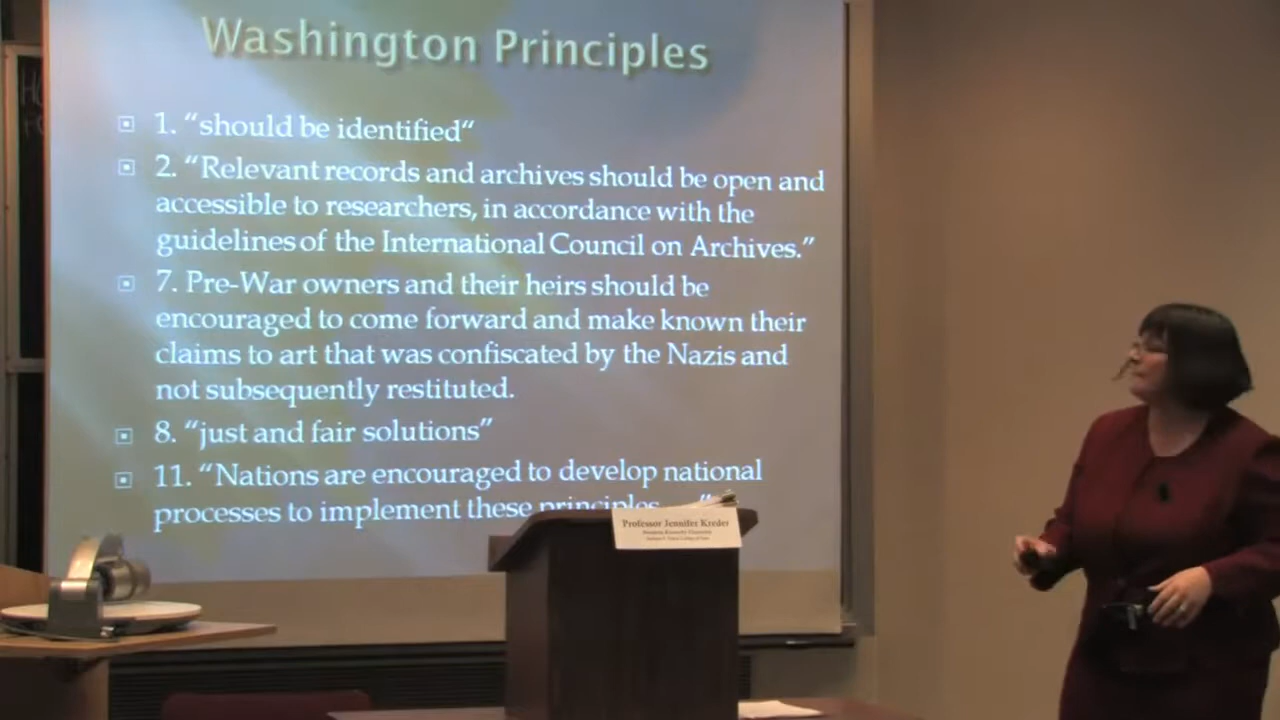 Washington Principles
1. “should be identified“
2. “Relevant records and archives should be open and
accessible to researchers, in accordance with the
guidelines of the International Council on Archives.”
7. Pre-War owners and their heirs should be
encouraged to come forward and make known their
claims to art that was confiscated by the Nazis and
not subsequently restituted.
8. “just and fair solutions”
11. “Nations are encouraged to develop national
processes to implement these principles
Professor Jennifer Kreder